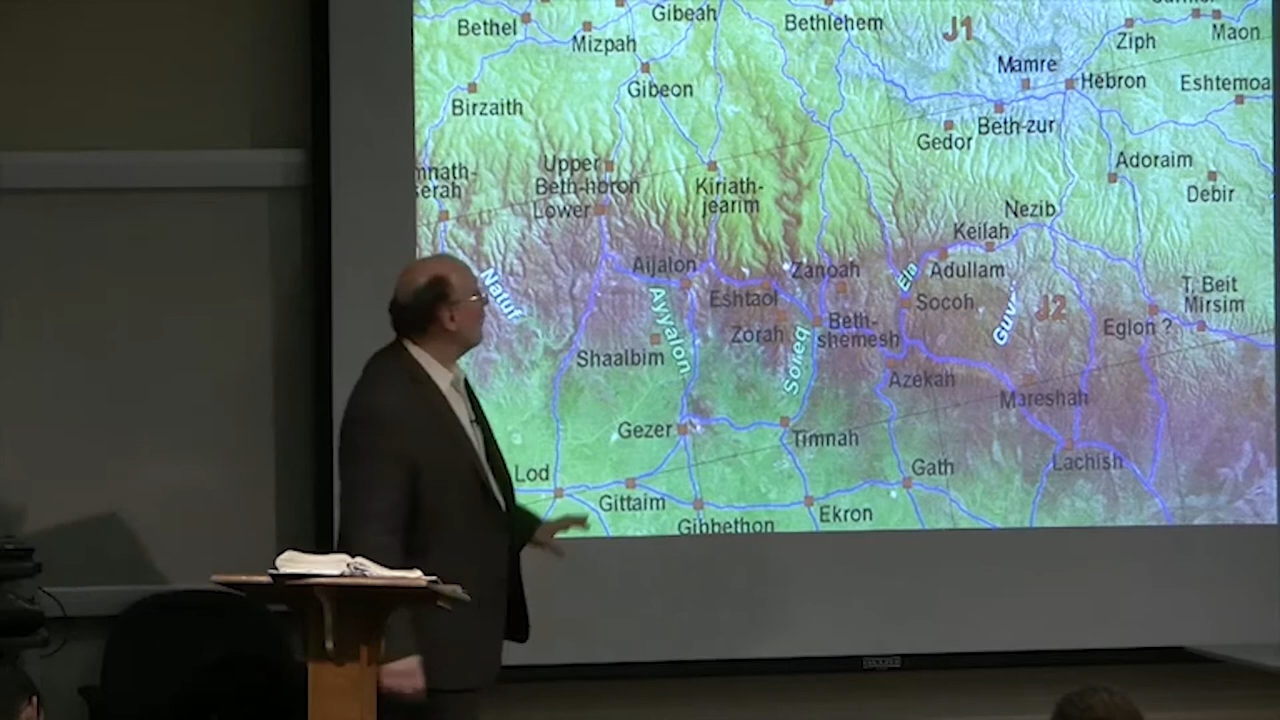 Bethel
Mizpah
Gibeah
Bethlehem
J1
Ziph
Maon
Mamre
Hebron
Eshtemoa
Birzaith
Gibeon
Gedor
Beth-zur
Adoraim
Debir
Upper
Beth-horon
Lower
Kiriath-
jearim
Nezib
Keilah
Adullam
Natuf
Aijalon
Ayyalon
Zanoah
Eshtaol
Zorah
Soreq
Beth-
shemesh
Ela
Socoh
Guvr
J2
T. Beit
Mirsim
Eglon ?
Shaalbim
Azekah
Mareshah
Gezer
Timnah
Lachish
Lod
Gittaim
Gibbethon
Ekron
Gath